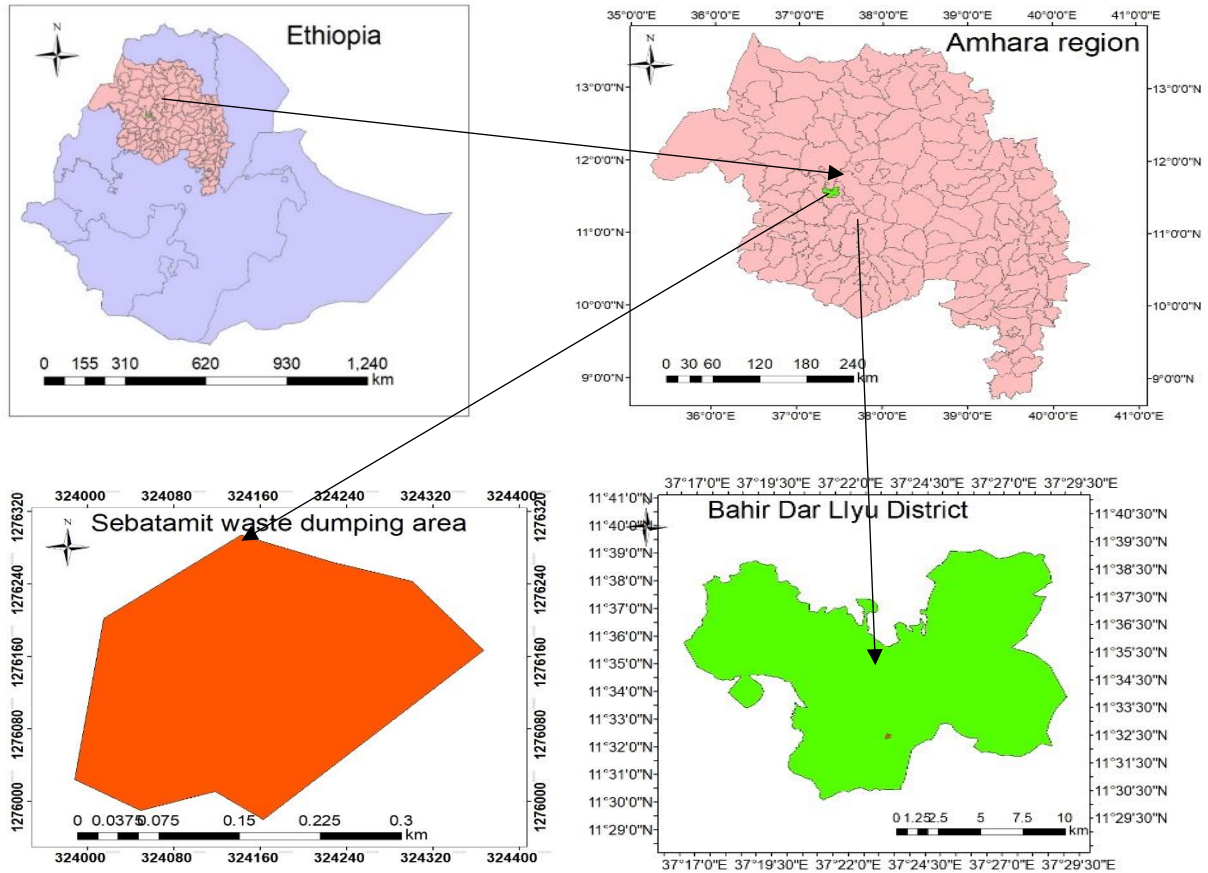 Ethiopia
N
0 155 310 620 930 1,240
km
35°0'0"E 36°0'0"E 37°0'0"E 38°0'0"E 39°0'0"E 40°0'0"E 41°0'0"E
Amhara region
N
13°0'0"N
12°0'0"N
11°0'0"N
10°0'0"N
9°0'0"N
13°0'0"N
12°0'0"N
11°0'0"N
10°0'0"N
9°0'0"N
0 30 60 120 180 240
km
36°0'0"E 37°0'0"E 38°0'0"E 39°0'0"E 40°0'0"E 41°0'0"E
324000 324080 324160 324240 324320 324400
Sebatamit waste dumping area
N
1276320
1276240
1276160
1276080
1276000
1276320
1276240
1276160
1276080
1276000
0 0.0375 0.075 0.15 0.225 0.3
km
324000 324080 324160 324240 324320 324400
37°17'0"E 37°19'30"E 37°22'0"E 37°24'30"E 37°27'0"E 37°29'30"E
Bahir Dar Llyu District
N
11°41'0"N
11°40'0"N
11°39'0"N
11°38'0"N
11°37'0"N
11°36'0"N
11°35'0"N
11°34'0"N
11°33'0"N
11°32'0"N
11°31'0"N
11°30'0"N
11°29'0"N
11°40'30"N
11°39'30"N
11°38'30"N
11°37'30"N
11°36'30"N
11°35'30"N
11°34'30"N
11°33'30"N
11°32'30"N
11°31'30"N
11°30'30"N
11°29'30"N
0 1.25 2.5 5 7.5 10
km
37°17'0"E 37°19'30"E 37°22'0"E 37°24'30"E 37°27'0"E 37°29'30"E